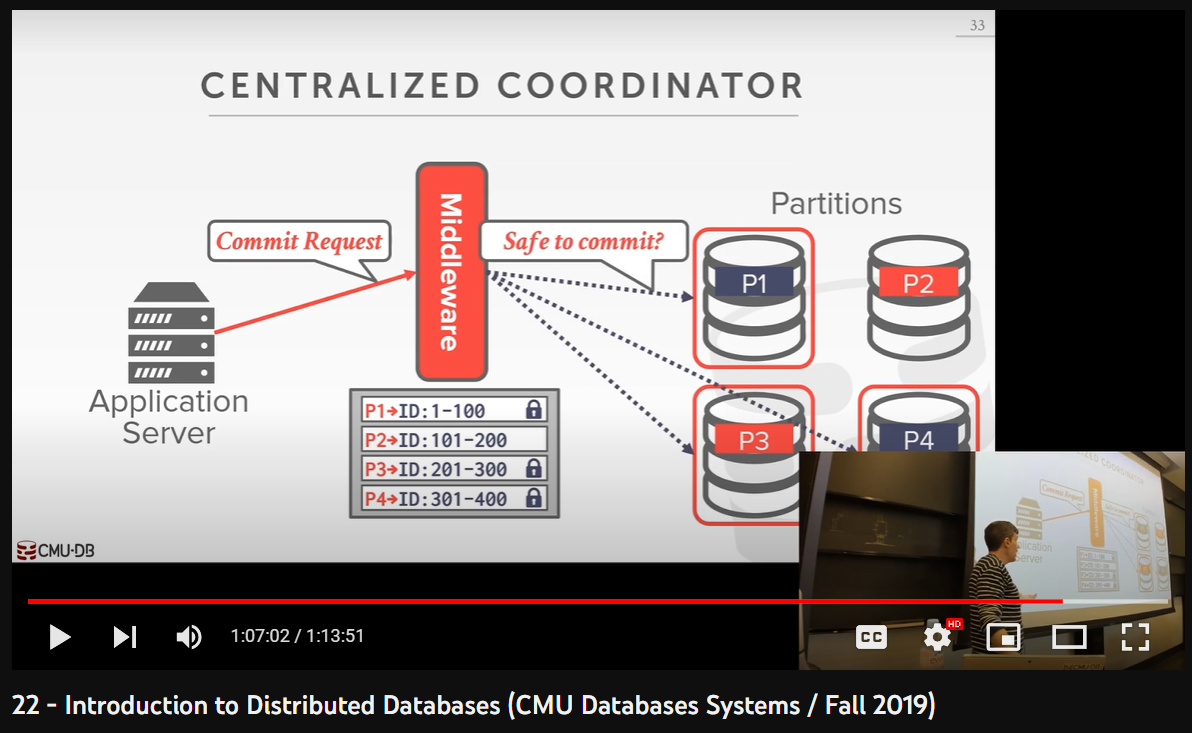 33
CENTRALIZED COORDINATOR
Partitions
Commit Request
Middleware
Safe to commit?
P1
P2
Application
Server
P1→ID:1-100
P2→ID:101-200
P3→ID:201-300
P4→ID:301-400
P3
P4
CMU·DB
1:07:02 / 1:13:51
CC
HD
22 - Introduction to Distributed Databases (CMU Databases Systems / Fall 2019)